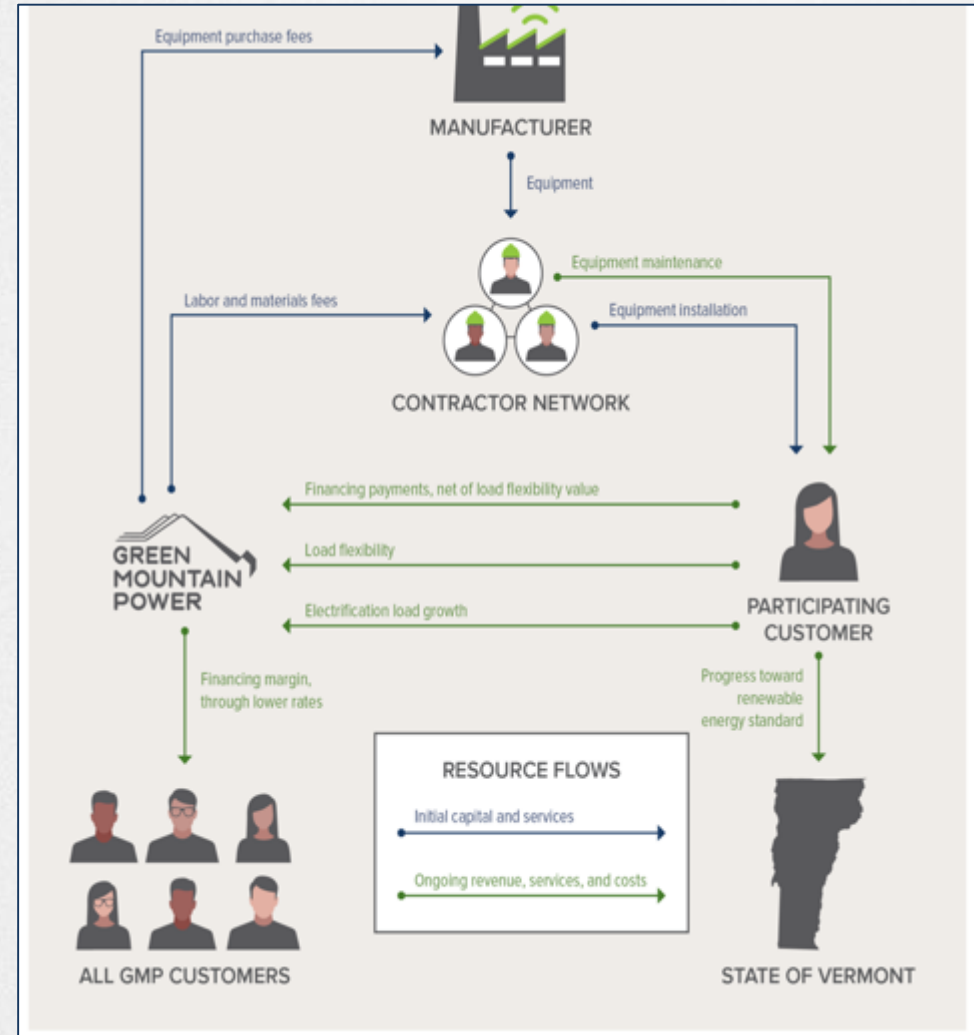 Equipment purchase fees
MANUFACTURER
Equipment
Equipment maintenance
Labor and materials fees
Equipment installation
CONTRACTOR NETWORK
Financing payments, net of load flexibility value
GREEN
MOUNTAIN
POWER
Load flexibility
Electrification load growth
PARTICIPATING
CUSTOMER
Financing margin,
through lower rates
Progress toward
renewable
energy standard
RESOURCE FLOWS
Initial capital and services
Ongoing revenue, services, and costs
ALL GMP CUSTOMERS
STATE OF VERMONT